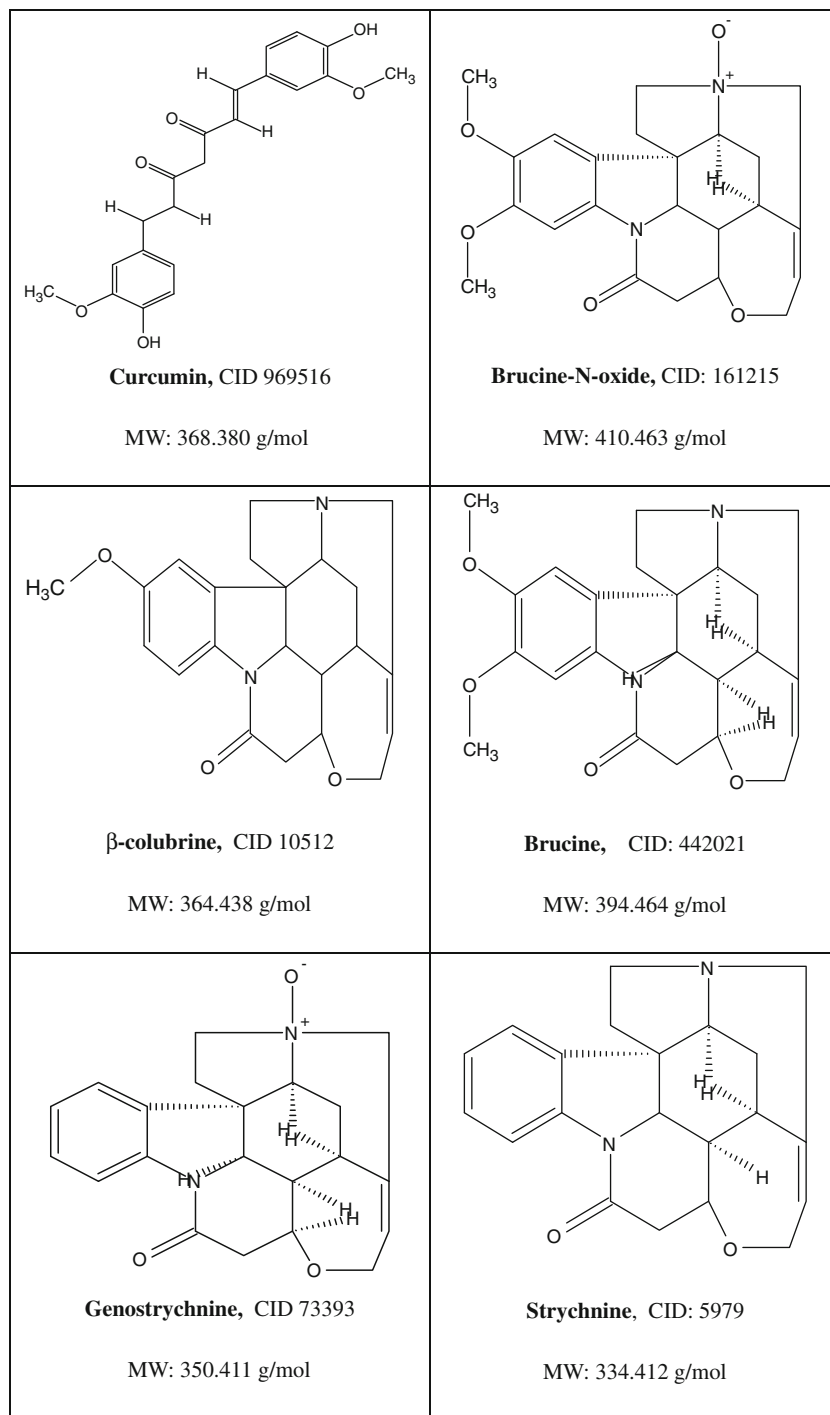 OH
H
CH₃
O
O
H
O
H
H
H₃C
O
OH
Curcumin, CID 969516
MW: 368.380 g/mol
O⁻
CH₃
N⁺
O
H
H
O
N
CH₃
O
O
Brucine-N-oxide, CID: 161215
MW: 410.463 g/mol
N
O
H₃C
N
O
O
β-colubrine, CID 10512
MW: 364.438 g/mol
CH₃
N
O
H
H
O
H
N
H
H
CH₃
O
O
Brucine, CID: 442021
MW: 394.464 g/mol
O⁻
N⁺
H
H
H
N
H
H
O
O
Genostrychnine, CID 73393
MW: 350.411 g/mol
N
H
H
N
H
O
O
Strychnine, CID: 5979
MW: 334.412 g/mol